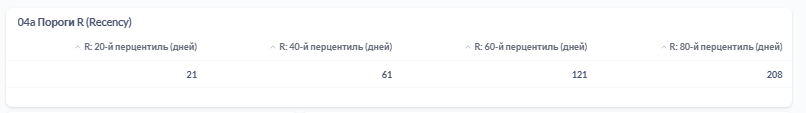 04a Пороги R (Recency)
R: 20-й перцентиль (дней) R: 40-й перцентиль (дней) R: 60-й перцентиль (дней) R: 80-й перцентиль (дней)
21 61 121 208